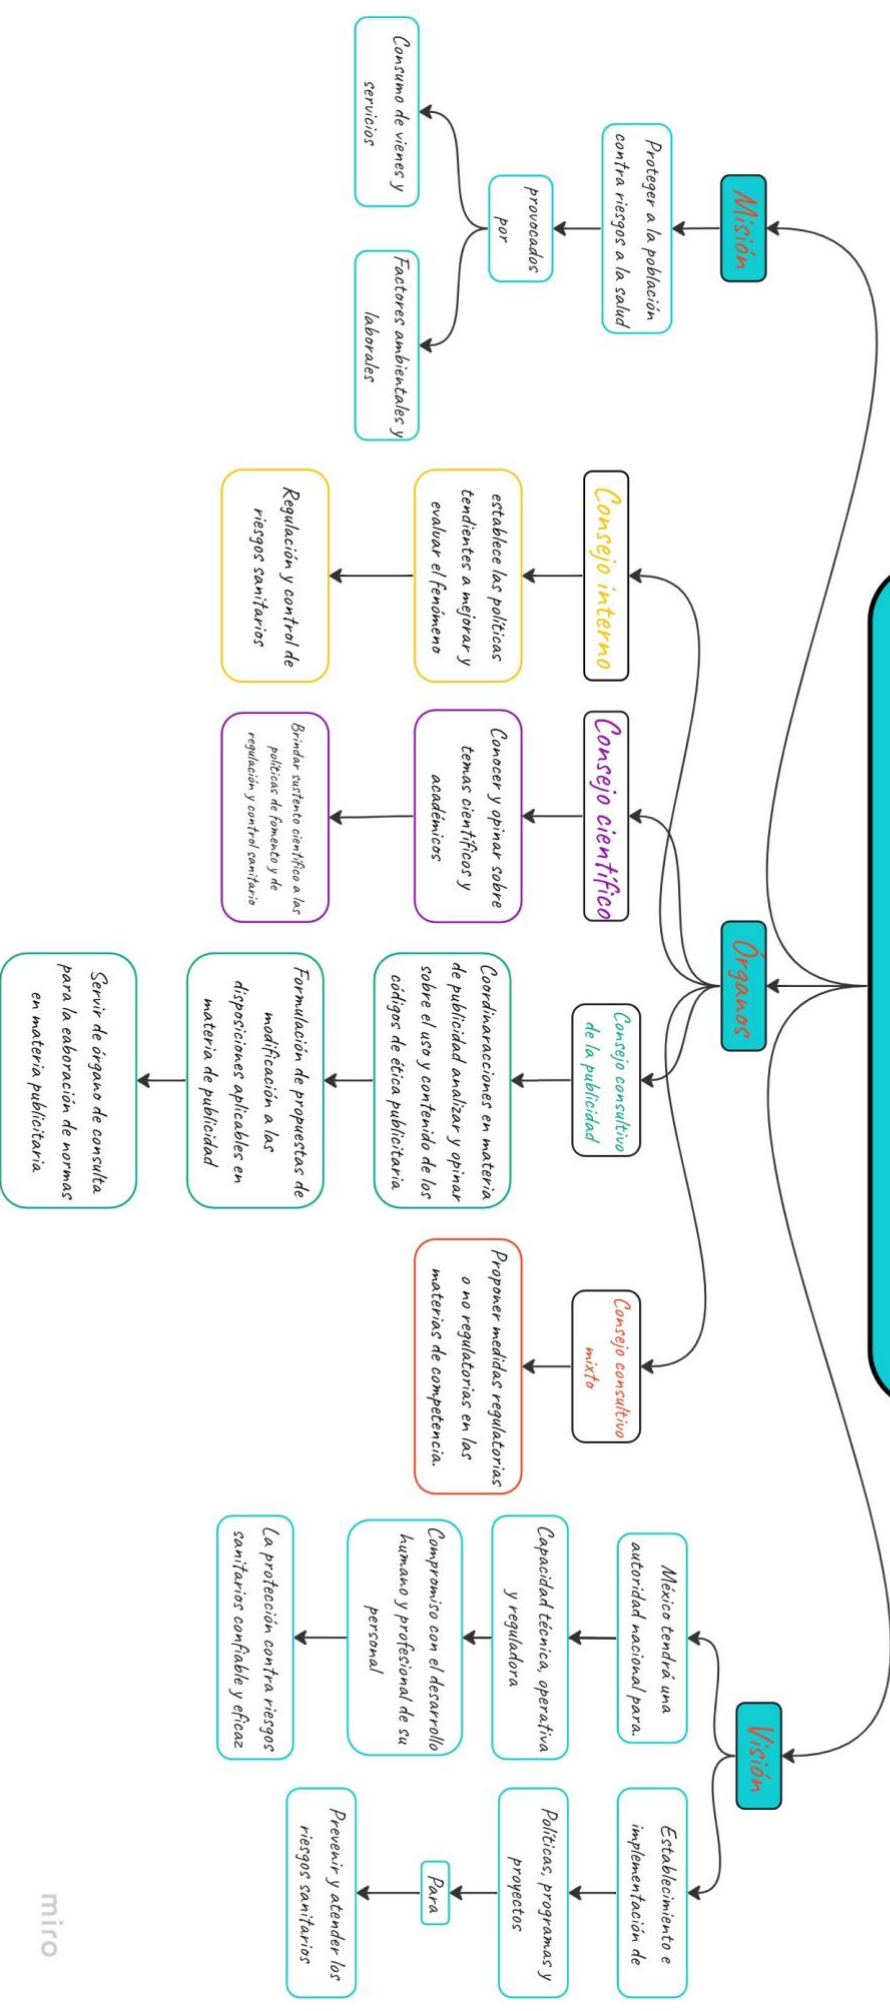 Misión
Proteger a la población
contra riesgos a la salud
provocados
por
Consumo de vienes y
servicios
Factores ambientales y
laborales
Órganos
Consejo interno
establece las políticas
tendientes a mejorar y
evaluar el fenómeno
Regulación y control de
riesgos sanitarios
Consejo científico
Conocer y opinar sobre
temas científicos y
académicos
Brindar sustento científico a las
políticas de fomento y de
regulación y control sanitario
Consejo consultivo
de la publicidad
Coordinaracciones en materia
de publicidad analizar y opinar
sobre el uso y contenido de los
códigos de ética publicitaria
Formulación de propuestas de
modificación a las
disposiciones aplicables en
materia de publicidad
Servir de órgano de consulta
para la eaboración de normas
en materia publicitaria
Consejo consultivo
mixto
Proponer medidas regulatorias
o no regulatorias en las
materias de competencia.
Visión
México tendrá una
autoridad nacional para.
Capacidad técnica, operativa
y reguladora
Compromiso con el desarrollo
humano y profesional de su
personal
La protección contra riesgos
sanitarios confiable y eficaz
Establecimiento e
implementación de
Políticas, programas y
proyectos
Para
Prevenir y atender los
riesgos sanitarios
miro